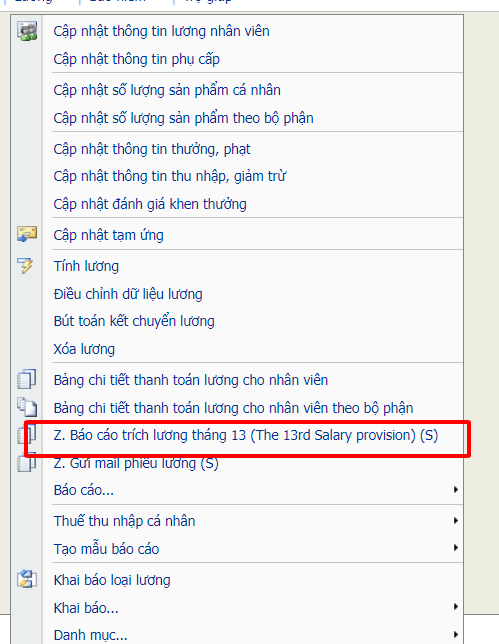 Cập nhật thông tin lương nhân viên
Cập nhật thông tin phụ cấp
Cập nhật số lượng sản phẩm cá nhân
Cập nhật số lượng sản phẩm theo bộ phận
Cập nhật thông tin thưởng, phạt
Cập nhật thông tin thu nhập, giảm trừ
Cập nhật đánh giá khen thưởng
Cập nhật tạm ứng
Tính lương
Điều chỉnh dữ liệu lương
Bút toán kết chuyển lương
Xóa lương
Bảng chi tiết thanh toán lương cho nhân viên
Bảng chi tiết thanh toán lương cho nhân viên theo bộ phận
Z. Báo cáo trích lương tháng 13 (The 13rd Salary provision) (S)
Z. Gửi mail phiếu lương (S)
Báo cáo...
Thuế thu nhập cá nhân
Tạo mẫu báo cáo
Khai báo loại lương
Khai báo...
Danh mục...